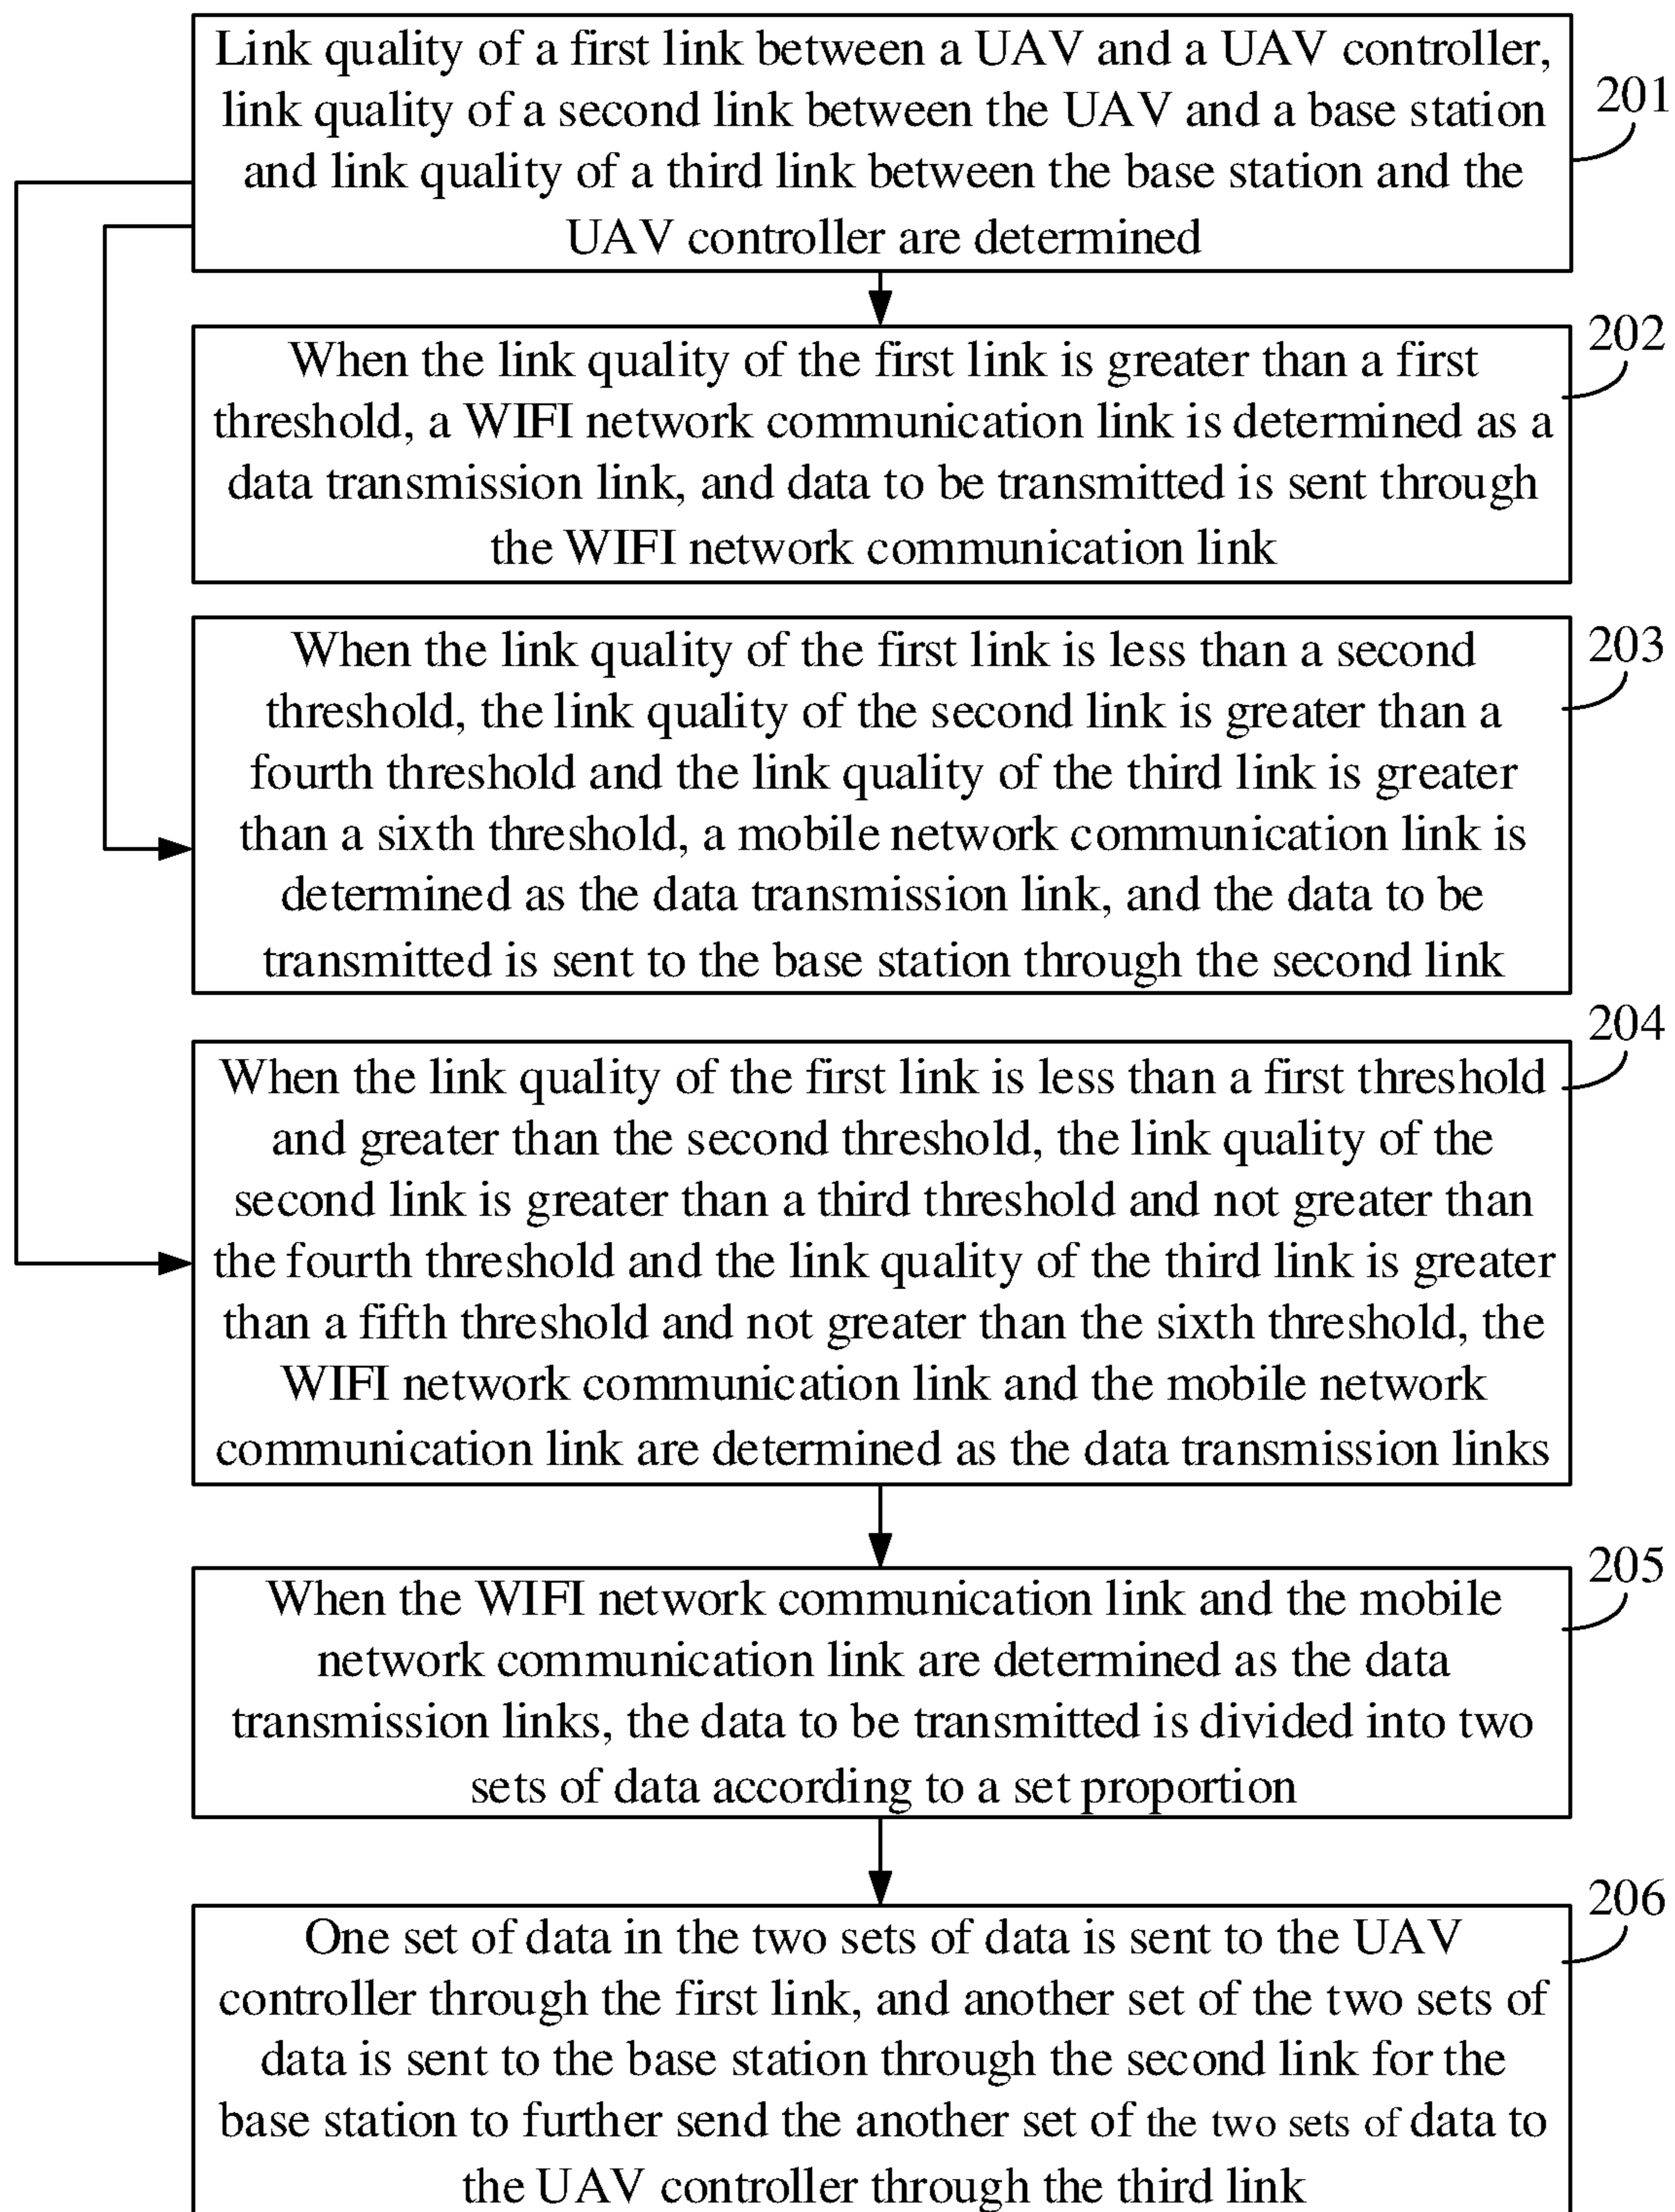 Link quality of a first link between a UAV and a UAV controller,
link quality of a second link between the UAV and a base station
and link quality of a third link between the base station and the
UAV controller are determined
201
When the link quality of the first link is greater than a first
threshold, a WIFI network communication link is determined as a
data transmission link, and data to be transmitted is sent through
the WIFI network communication link
202
When the link quality of the first link is less than a second
threshold, the link quality of the second link is greater than a
fourth threshold and the link quality of the third link is greater
than a sixth threshold, a mobile network communication link is
determined as the data transmission link, and the data to be
transmitted is sent to the base station through the second link
203
When the link quality of the first link is less than a first threshold
and greater than the second threshold, the link quality of the
second link is greater than a third threshold and not greater than
the fourth threshold and the link quality of the third link is greater
than a fifth threshold and not greater than the sixth threshold, the
WIFI network communication link and the mobile network
communication link are determined as the data transmission links
204
When the WIFI network communication link and the mobile
network communication link are determined as the data
transmission links, the data to be transmitted is divided into two
sets of data according to a set proportion
205
One set of data in the two sets of data is sent to the UAV
controller through the first link, and another set of the two sets of
data is sent to the base station through the second link for the
base station to further send the another set of the two sets of data to
the UAV controller through the third link
206